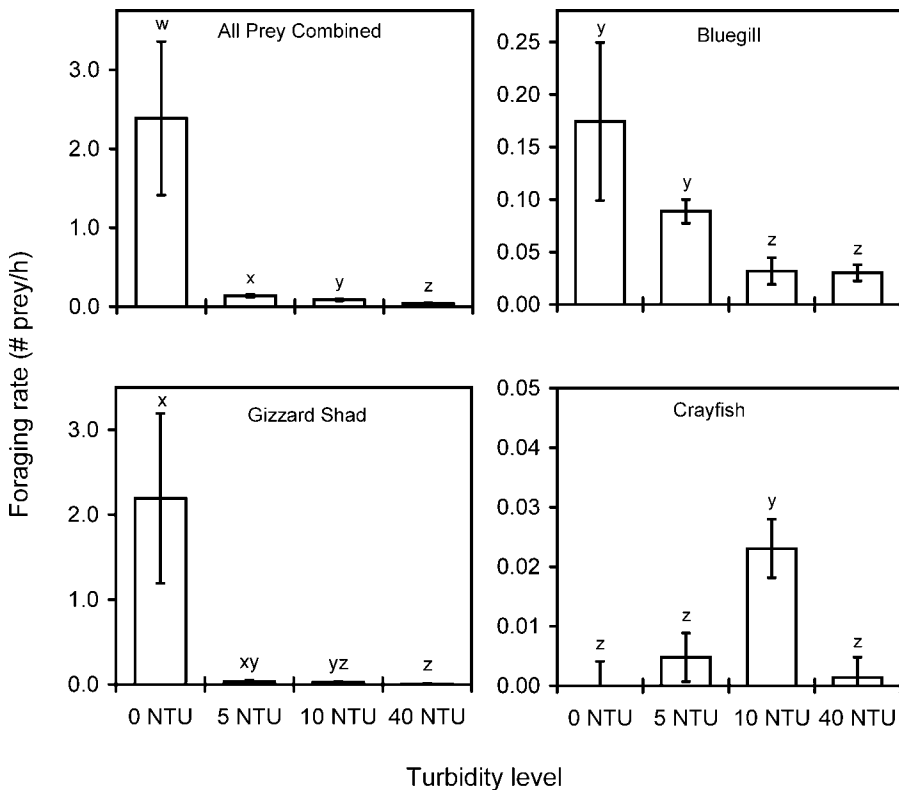 All Prey Combined
w
x
y
z
3.0
2.0
1.0
0.0
Bluegill
y
y
z
z
0.25
0.20
0.15
0.10
0.05
0.00
Foraging rate (# prey/h)
Gizzard Shad
x
xy
yz
z
3.0
2.0
1.0
0.0
0 NTU 5 NTU 10 NTU 40 NTU
Crayfish
z
z
y
z
0.05
0.04
0.03
0.02
0.01
0.00
0 NTU 5 NTU 10 NTU 40 NTU
Turbidity level